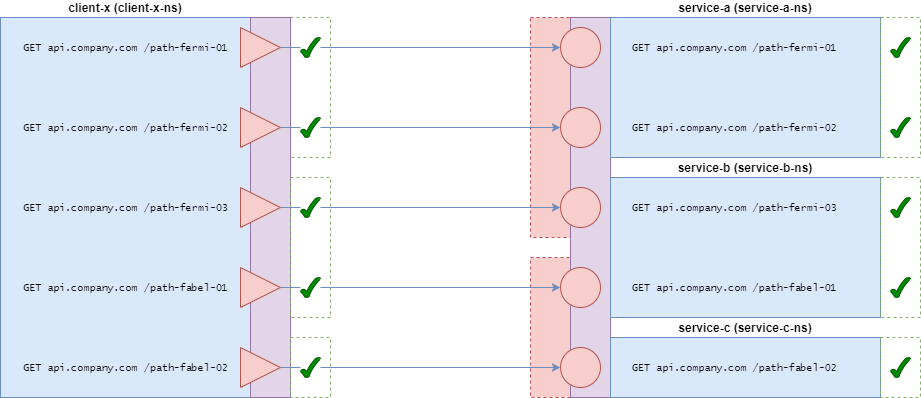 client-x (client-x-ns)
GET api.company.com /path-fermi-01
GET api.company.com /path-fermi-02
GET api.company.com /path-fermi-03
GET api.company.com /path-fabel-01
GET api.company.com /path-fabel-02
service-a (service-a-ns)
GET api.company.com /path-fermi-01
GET api.company.com /path-fermi-02
service-b (service-b-ns)
GET api.company.com /path-fermi-03
GET api.company.com /path-fabel-01
service-c (service-c-ns)
GET api.company.com /path-fabel-02